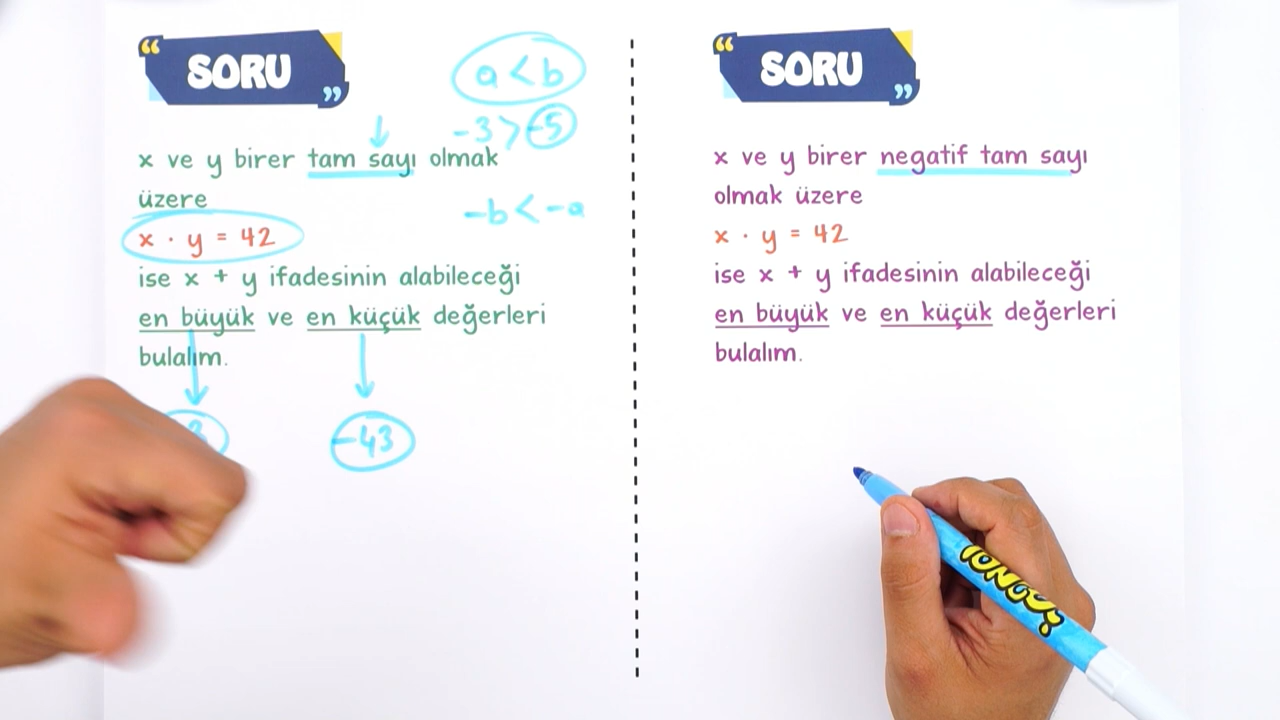 SORU
a < b
-3 > -5
x ve y birer tam sayı olmak
üzere
-b < -a
x · y = 42
ise x + y ifadesinin alabileceği
en büyük ve en küçük değerleri
bulalım.
-43
SORU
x ve y birer negatif tam sayı
olmak üzere
x · y = 42
ise x + y ifadesinin alabileceği
en büyük ve en küçük değerleri
bulalım.